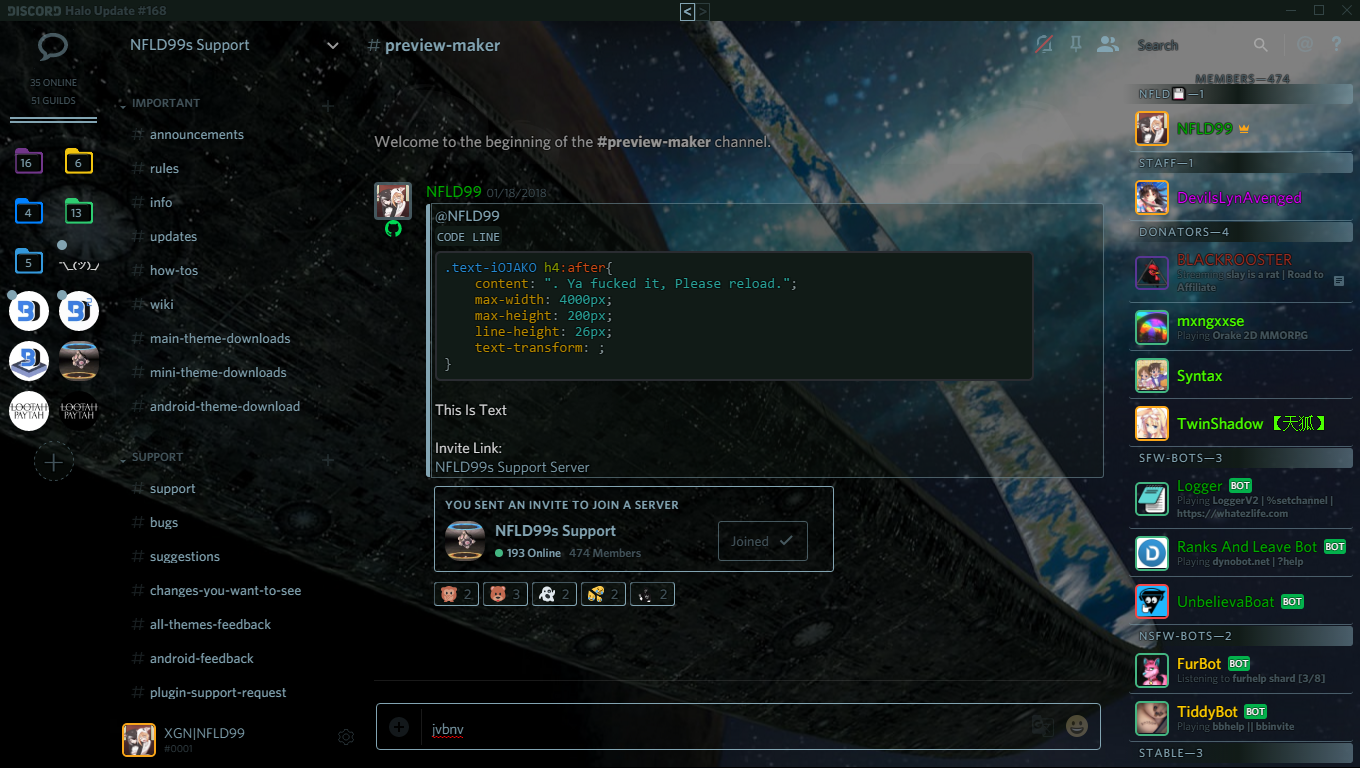 DISCORD Halo Update #168
< >
35 ONLINE
51 GUILDS
16
6
4
13
5
¯\_(ツ)_/
LOOTAH
PAYTAH
LOOTAH
PAYTAH
NFLD99s Support
IMPORTANT
# announcements
# rules
# info
# updates
# how-tos
# wiki
# main-theme-downloads
# mini-theme-downloads
# android-theme-download
SUPPORT
# support
# bugs
# suggestions
# changes-you-want-to-see
# all-themes-feedback
# android-feedback
# plugin-support-request
XGN|NFLD99
#0001
# preview-maker
Search
@ ?
Welcome to the beginning of the #preview-maker channel.
NFLD99 01/18/2018
@NFLD99
CODE LINE
.text-iOJAKO h4:after{
content: ". Ya fucked it, Please reload.";
max-width: 4000px;
max-height: 200px;
line-height: 26px;
text-transform: ;
}
This Is Text
Invite Link:
NFLD99s Support Server
YOU SENT AN INVITE TO JOIN A SERVER
NFLD99s Support
193 Online 474 Members
Joined
2 3 2 2 2
jvbnv
MEMBERS—474
NFLD💾—1
NFLD99
STAFF—1
DevilsLynAvenged
DONATORS—4
BLACKROOSTER
Streaming slay is a rat | Road to
Affiliate
mxngxxse
Playing Orake 2D MMORPG
Syntax
TwinShadow【天狐】
SFW-BOTS—3
Logger BOT
Playing LoggerV2 | %setchannel |
https://whatezlife.com
Ranks And Leave Bot BOT
Playing dynobot.net | ?help
UnbelievaBoat BOT
NSFW-BOTS—2
FurBot BOT
Listening to furhelp shard [3/8]
TiddyBot BOT
Playing bbhelp || bbinvite
STABLE—3